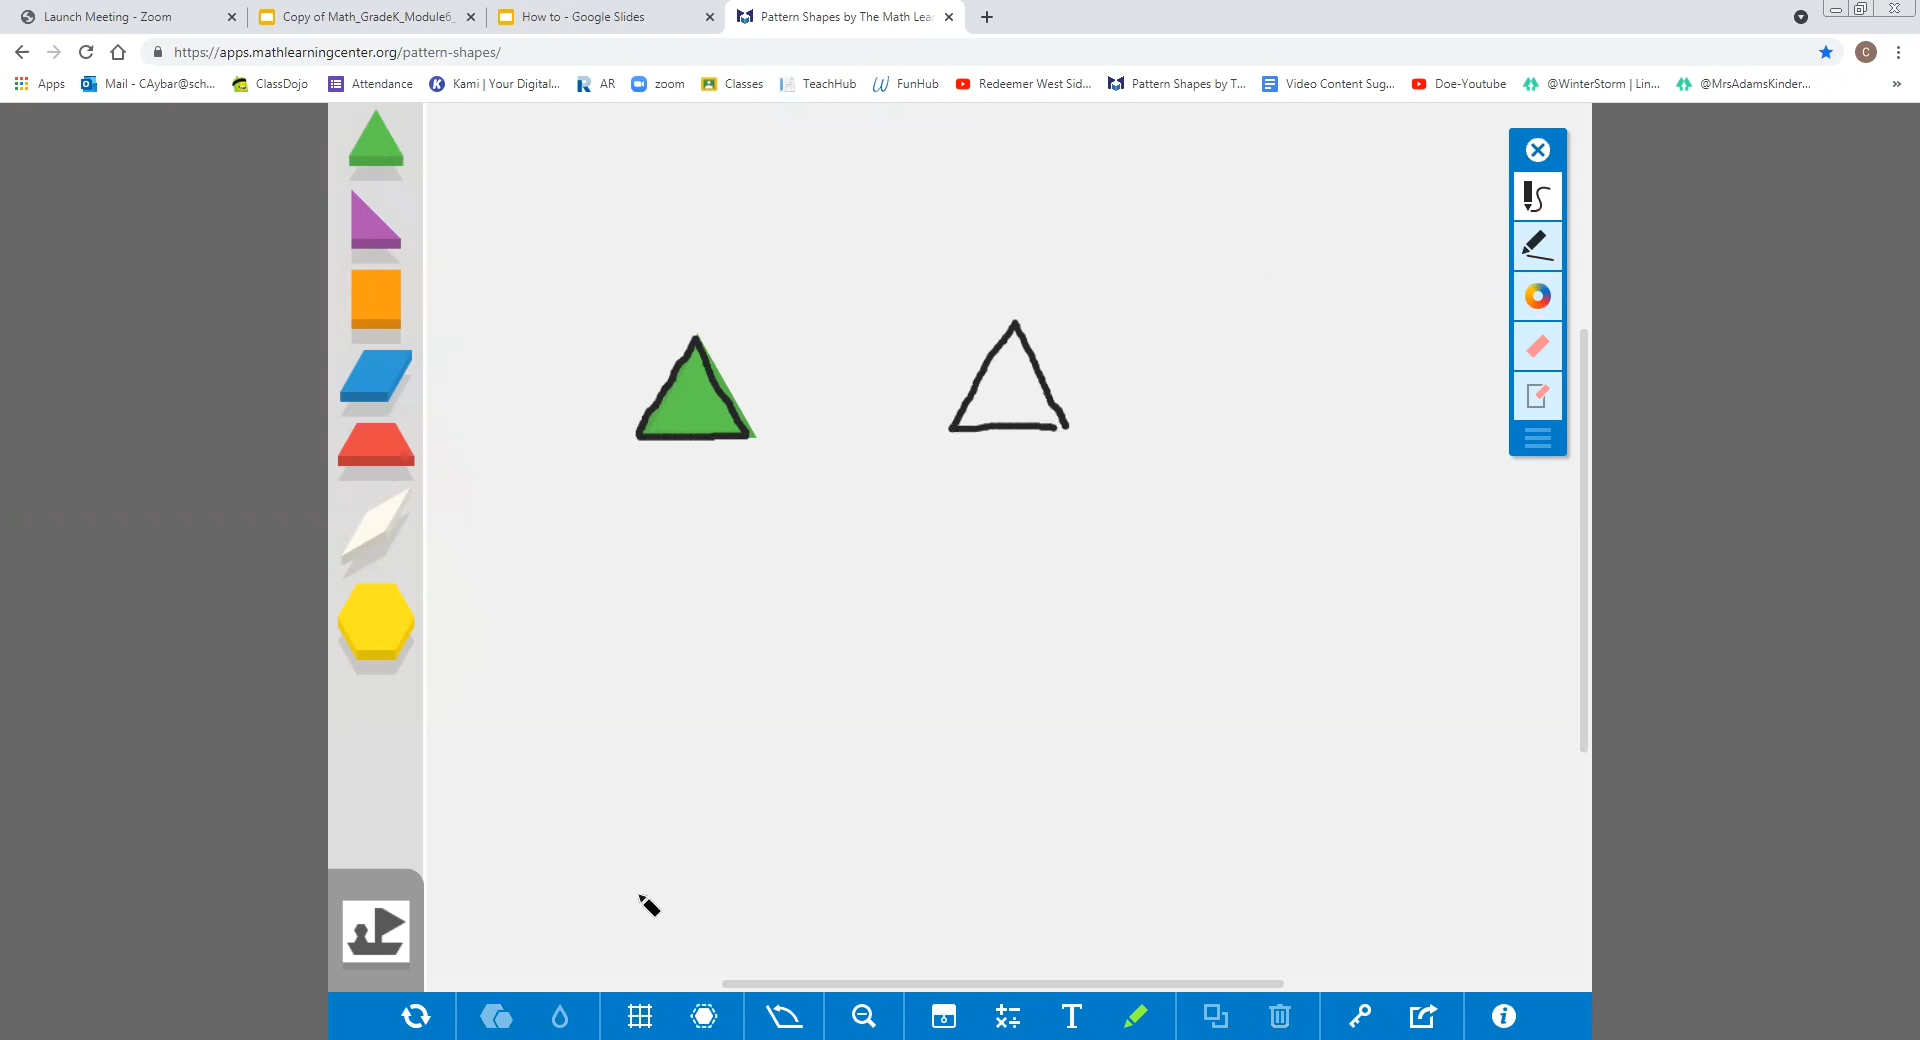 Launch Meeting - Zoom
Copy of Math_GradeK_Module6_
How to - Google Slides
Pattern Shapes by The Math Lear
https://apps.mathlearningcenter.org/pattern-shapes/
C
Apps
Mail - CAybar@sch...
ClassDojo
Attendance
Kami | Your Digital...
AR
zoom
Classes
TeachHub
FunHub
Redeemer West Sid...
Pattern Shapes by T...
Video Content Sug...
Doe-Youtube
@WinterStorm | Lin...
@MrsAdamsKinder...
»
T